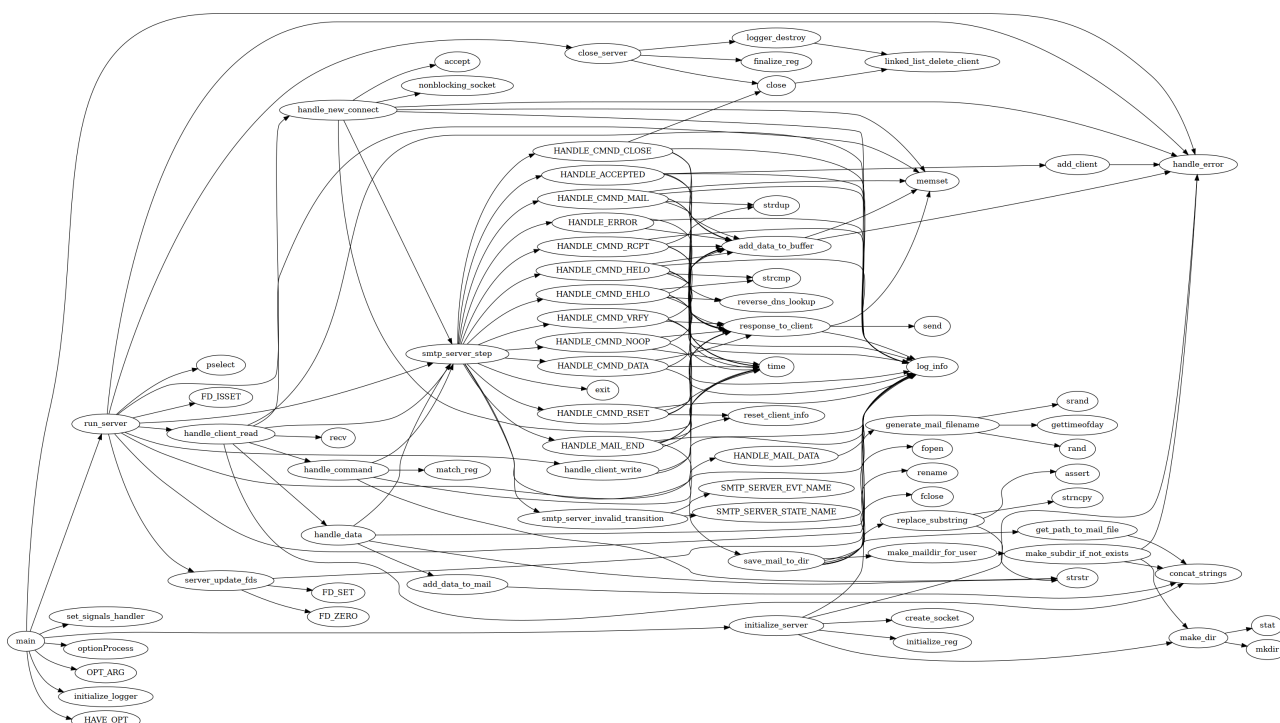 logger_destroy
close_server
accept
finalize_reg
linked_list_delete_client
nonblocking_socket
close
handle_new_connect
HANDLE_CMND_CLOSE
add_client
handle_error
HANDLE_ACCEPTED
memset
HANDLE_CMND_MAIL
strdup
HANDLE_ERROR
HANDLE_CMND_RCPT
add_data_to_buffer
HANDLE_CMND_HELO
strcmp
HANDLE_CMND_EHLO
reverse_dns_lookup
HANDLE_CMND_VRFY
response_to_client
send
HANDLE_CMND_NOOP
smtp_server_step
pselect
HANDLE_CMND_DATA
time
log_info
exit
FD_ISSET
srand
HANDLE_CMND_RSET
reset_client_info
run_server
generate_mail_filename
gettimeofday
handle_client_read
recv
HANDLE_MAIL_END
fopen
rand
HANDLE_MAIL_DATA
handle_command
match_reg
handle_client_write
rename
assert
SMTP_SERVER_EVT_NAME
fclose
strncpy
SMTP_SERVER_STATE_NAME
smtp_server_invalid_transition
replace_substring
get_path_to_mail_file
handle_data
make_maildir_for_user
make_subdir_if_not_exists
save_mail_to_dir
concat_strings
server_update_fds
add_data_to_mail
strstr
FD_SET
set_signals_handler
FD_ZERO
create_socket
initialize_server
stat
main
optionProcess
initialize_reg
make_dir
mkdir
OPT_ARG
initialize_logger
HAVE_OPT